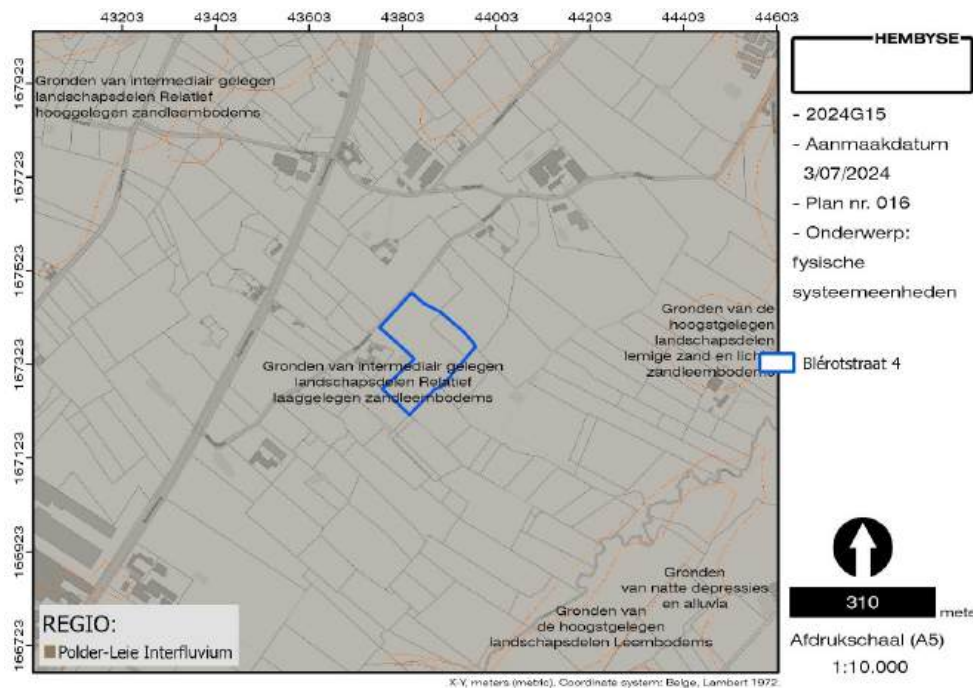 43203 43403 43603 43803 44003 44203 44403 44603
167923
167723
167523
167323
167123
166923
166723
Gronden van intermediair gelegen
landschapsdelen Relatief
hooggelegen zandleembodems
Gronden van intermediair gelegen
landschapsdelen Relatief
laaggelegen zandleembodems
Gronden van de
hoogstgelegen
landschapsdelen
lemige zand en licht
zandleembodems
Gronden
van natte depressies
en alluvia
Gronden van
de hoogstgelegen
landschapsdelen Leembodems
REGIO:
Polder-Leie Interfluvium
X-Y, meters (metric). Coordinate system: Belge, Lambert 1972.
HEMBYSE
- 2024G15
- Aanmaakdatum
3/07/2024
- Plan nr. 016
- Onderwerp:
fysische
systeemeenheden
Blérotstraat 4
310 mete
Afdrukschaal (A5)
1:10.000